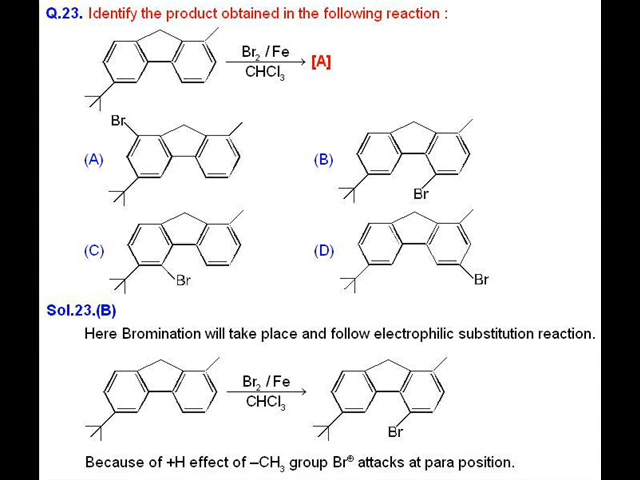 Q.23. Identify the product obtained in the following reaction :
Br2 / Fe
CHCl3
[A]
Br
(A)
(B)
Br
(C)
Br
(D)
Br
Sol.23.(B)
Here Bromination will take place and follow electrophilic substitution reaction.
Br2 / Fe
CHCl3
Br
Because of +H effect of –CH3 group Br⊕ attacks at para position.